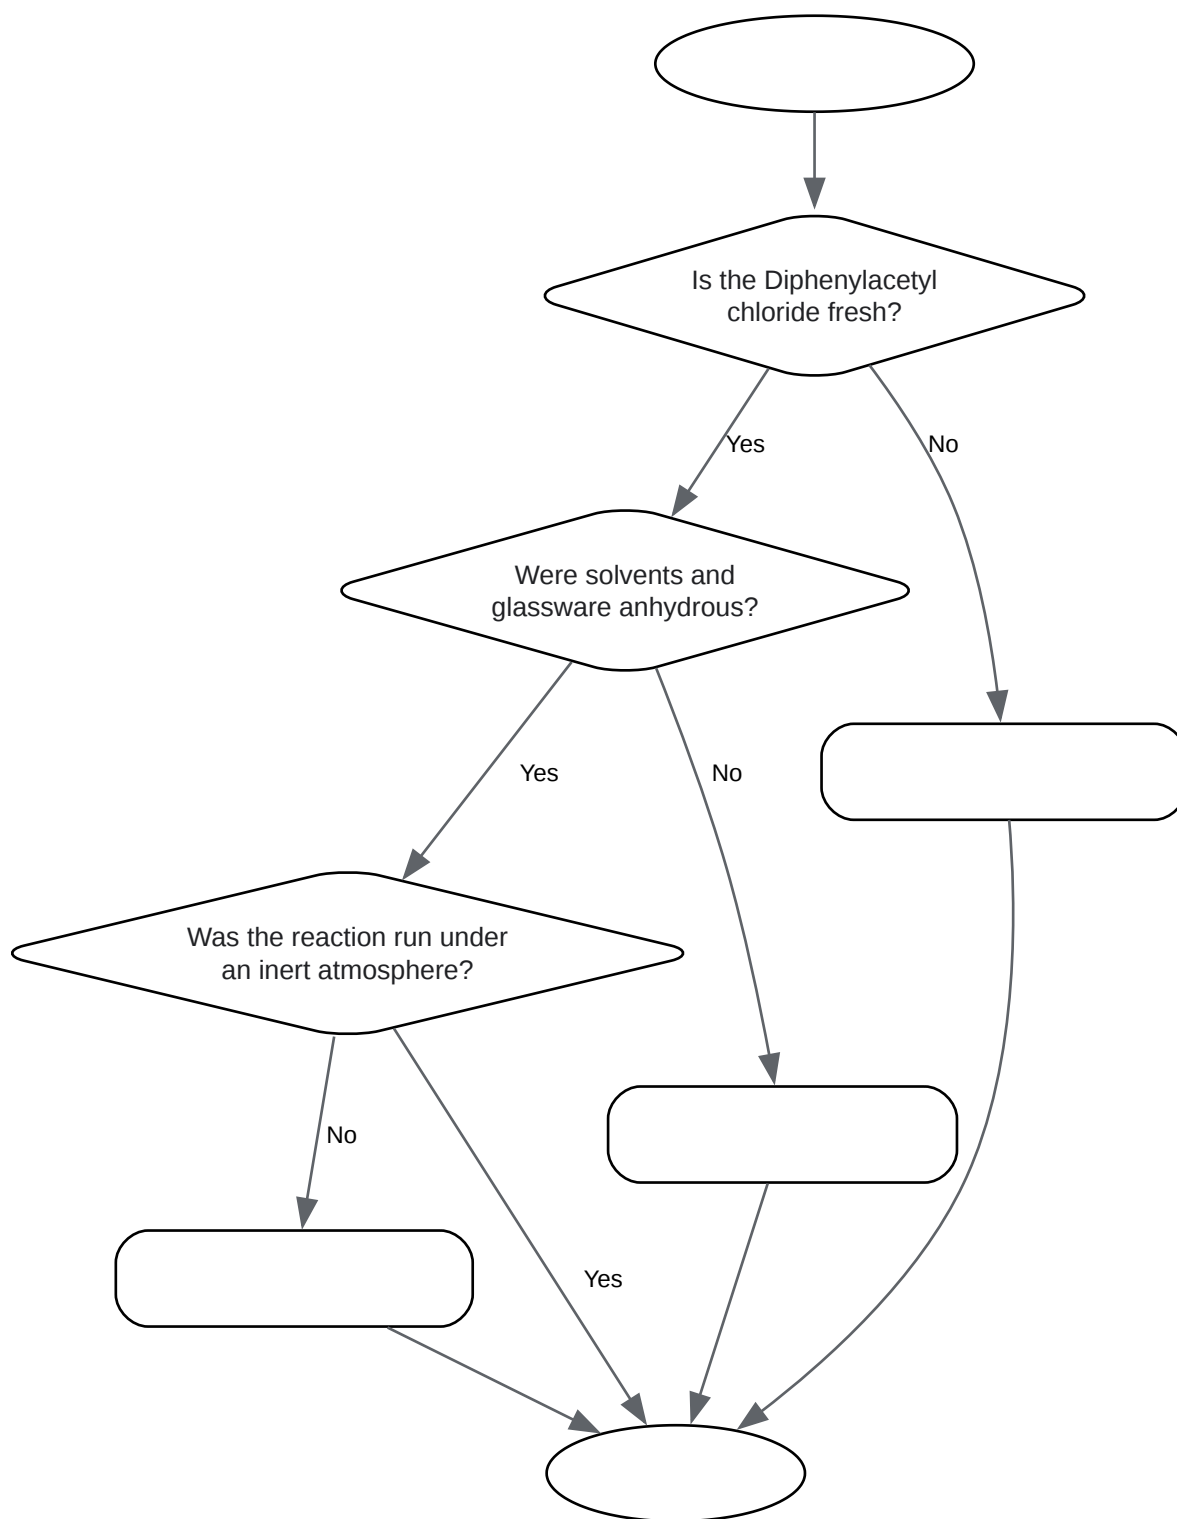 Is the Diphenylacetyl
chloride fresh?
Yes
No
Were solvents and
glassware anhydrous?
Yes
No
Was the reaction run under
an inert atmosphere?
No
Yes